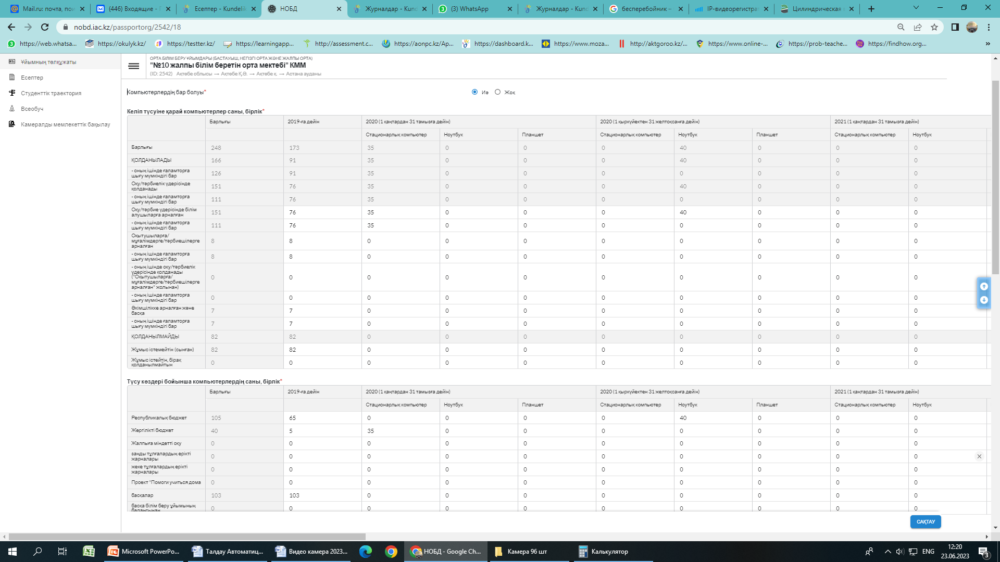 Mail.ru: почта, пои
(446) Входящие -
Есептер - Kundelik
НОБД
Журналдар - Kund
(3) WhatsApp
Журналдар - Kund
бесперебойник –
IP-видеорегистрат
Цилиндрическая
nobd.iac.kz/passportorg/2542/18
https://web.whatsa...
https://okulyk.kz/
https://testter.kz/
https://learningapp...
http://assessment.c...
https://aonpc.kz/Ap...
https://dashboard.k...
https://www.moza...
http://aktgoroo.kz/...
https://www.online-...
https://prob-teache...
https://findhow.org...
»
Ұйымның төлқұжаты
Есептер
Студенттік траектория
Всеобуч
Камералды мемлекеттік бақылау
ОРТА БІЛІМ БЕРУ ҰЙЫМДАРЫ (БАСТАУЫШ, НЕГІЗГІ ОРТА ЖӘНЕ ЖАЛПЫ ОРТА)
"№10 жалпы білім беретін орта мектебі" КММ
(ID: 2542) Ақтөбе облысы → Ақтөбе Қ.Ә. → Ақтөбе қ. → Астана ауданы
Компьютерлердің бар болуы* Иә Жоқ
Келіп түсуіне қарай компьютерлер саны, бірлік*
Барлығы 2019-ға дейін 2020 (1 қаңтардан 31 тамызға дейін) 2020 (1 қыркүйектен 31 желтоқсанға дейін) 2021 (1 қаңтардан 31 тамызға дейін)
Стационарлық компьютер Ноутбук Планшет Стационарлық компьютер Ноутбук Планшет Стационарлық компьютер Ноутбук
Барлығы 248 173 35 0 0 0 40 0 0 0
ҚОЛДАНЫЛАДЫ 166 91 35 0 0 0 40 0 0 0
- оның ішінде ғаламторға
шығу мүмкіндігі бар 126 91 35 0 0 0 0 0 0 0
Оқу/тәрбиелік үдерісінде
қолданады 151 76 35 0 0 0 40 0 0 0
- оның ішінде ғаламторға
шығу мүмкіндігі бар 111 76 35 0 0 0 0 0 0 0
Оқу/тәрбие үдерісінде білім
алушыларға арналған 151 76 35 0 0 0 40 0 0 0
- оның ішінде ғаламторға
шығу мүмкіндігі бар 111 76 35 0 0 0 0 0 0 0
Оқытушыларға/
мұғалімдерге/тәрбиешілерге
арналған 8 8 0 0 0 0 0 0 0 0
- оның ішінде ғаламторға
шығу мүмкіндігі бар 8 8 0 0 0 0 0 0 0 0
- оның ішінде оқу/тәрбиелік
үдерісінде қолданады
("Оқытушыларға/
мұғалімдерге/тәрбиешілерге
арналған" жолынан) 0 0 0 0 0 0 0 0 0 0
- оның ішінде ғаламторға
шығу мүмкіндігі бар 0 0 0 0 0 0 0 0 0 0
Әкімшілікке арналған және
басқа 7 7 0 0 0 0 0 0 0 0
- оның ішінде ғаламторға
шығу мүмкіндігі бар 7 7 0 0 0 0 0 0 0 0
ҚОЛДАНЫЛМАЙДЫ 82 82 0 0 0 0 0 0 0 0
Жұмыс істемейтін (сынған) 82 82 0 0 0 0 0 0 0 0
Жұмыс істейтін, бірақ
қолданылмайтын 0 0 0 0 0 0 0 0 0 0
Түсу көздері бойынша компьютерлердің саны, бірлік*
Барлығы 2019-ға дейін 2020 (1 қаңтардан 31 тамызға дейін) 2020 (1 қыркүйектен 31 желтоқсанға дейін) 2021 (1 қаңтардан 31 тамызға дейін)
Стационарлық компьютер Ноутбук Планшет Стационарлық компьютер Ноутбук Планшет Стационарлық компьютер Ноутбук
Республикалық бюджет 105 65 0 0 0 0 40 0 0 0
Жергілікті бюджет 40 5 35 0 0 0 0 0 0 0
Жалпыға міндетті оқу 0 0 0 0 0 0 0 0 0 0
заңды тұлғалардың ерікті
жарналары 0 0 0 0 0 0 0 0 0 0
жеке тұлғалардың ерікті
жарналары 0 0 0 0 0 0 0 0 0 0
Проект "Помоги учиться дома 0 0 0 0 0 0 0 0 0 0
басқалар 103 103 0 0 0 0 0 0 0 0
басқа білім беру ұйымының
балансынан 0 0 0 0 0 0 0 0 0 0
САҚТАУ
Microsoft PowerPo...
Талдау Автоматиц...
Видео камера 2023...
НОБД - Google Ch...
Камера 96 шт
Калькулятор
ENG
12:20
23.06.2023
3